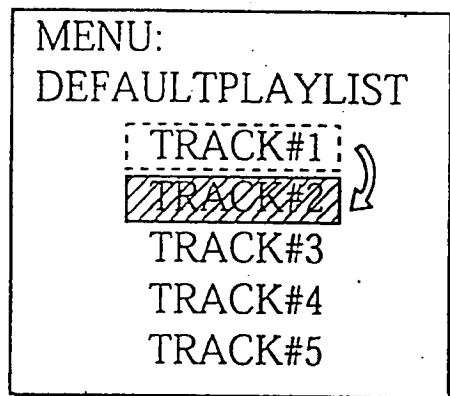 MENU:
DEFAULTPLAYLIST
TRACK#1
TRACK#2
TRACK#3
TRACK#4
TRACK#5